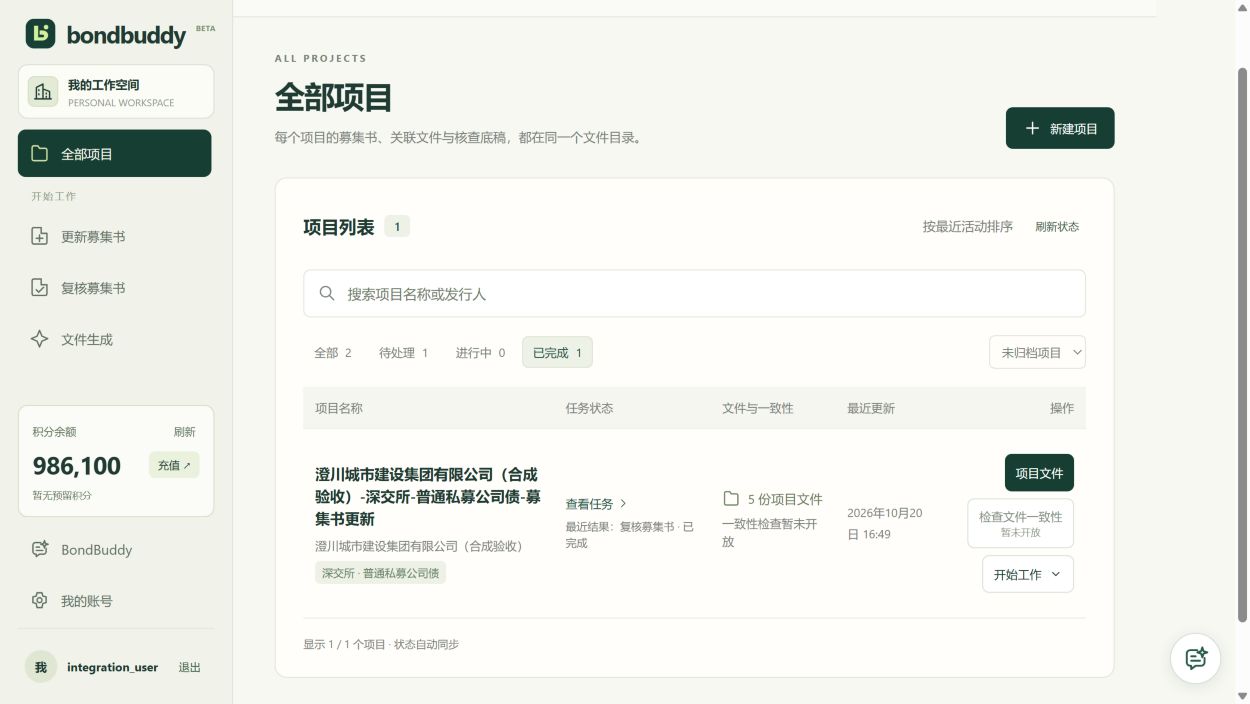 bondbuddy BETA
我的工作空间
PERSONAL WORKSPACE
全部项目
开始工作
更新募集书
复核募集书
文件生成
积分余额 刷新
986,100 充值 ↗
暂无预留积分
BondBuddy
我的账号
我 integration_user 退出
ALL PROJECTS
全部项目
每个项目的募集书、关联文件与核查底稿，都在同一个文件目录。
新建项目
项目列表 1 按最近活动排序 刷新状态
搜索项目名称或发行人
全部 2 待处理 1 进行中 0 已完成 1 未归档项目
项目名称 任务状态 文件与一致性 最近更新 操作
澄川城市建设集团有限公司（合成
验收）-深交所-普通私募公司债-募
集书更新
澄川城市建设集团有限公司（合成验收）
深交所 · 普通私募公司债
查看任务
最近结果：复核募集书 · 已
完成
5 份项目文件
一致性检查暂未开
放
2026年10月20
日 16:49
项目文件
检查文件一致性
暂未开放
开始工作
显示 1 / 1 个项目 · 状态自动同步